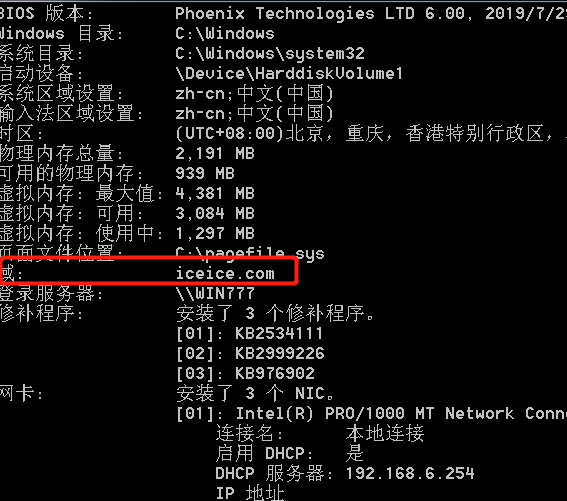 BIOS 版本: Phoenix Technologies LTD 6.00, 2019/7/29
Windows 目录: C:\Windows
系统目录: C:\Windows\system32
启动设备: \Device\HarddiskVolume1
系统区域设置: zh-cn;中文(中国)
输入法区域设置: zh-cn;中文(中国)
时区: (UTC+08:00)北京，重庆，香港特别行政区，
物理内存总量: 2,191 MB
可用的物理内存: 939 MB
虚拟内存: 最大值: 4,381 MB
虚拟内存: 可用: 3,084 MB
虚拟内存: 使用中: 1,297 MB
页面文件位置: C:\pagefile.sys
域: iceice.com
登录服务器: \\WIN777
修补程序: 安装了 3 个修补程序。
[01]: KB2534111
[02]: KB2999226
[03]: KB976902
网卡: 安装了 3 个 NIC。
[01]: Intel(R) PRO/1000 MT Network Conn
连接名: 本地连接
启用 DHCP: 是
DHCP 服务器: 192.168.6.254
IP 地址